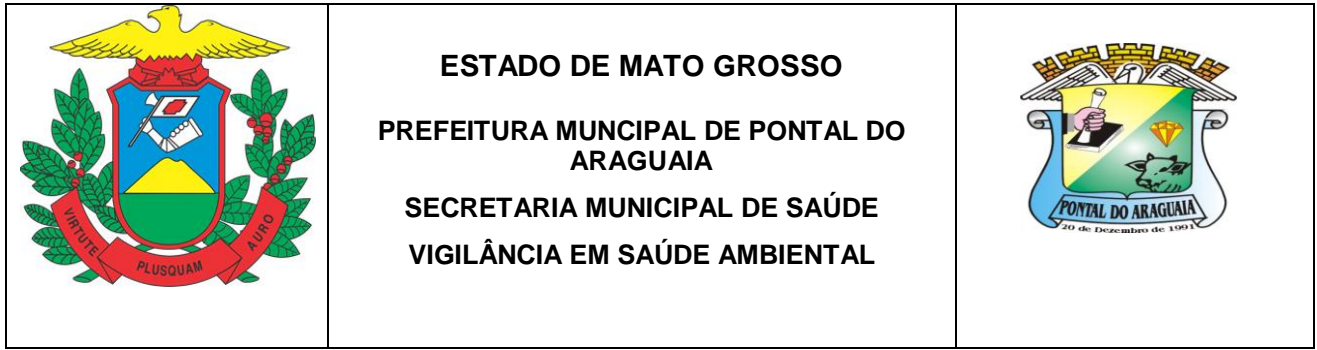 VIRTUTE PLUSQUAM AURO
ESTADO DE MATO GROSSO
PREFEITURA MUNCIPAL DE PONTAL DO
ARAGUAIA
SECRETARIA MUNICIPAL DE SAÚDE
VIGILÂNCIA EM SAÚDE AMBIENTAL
PONTAL DO ARAGUAIA
20 de Dezembro de 1991